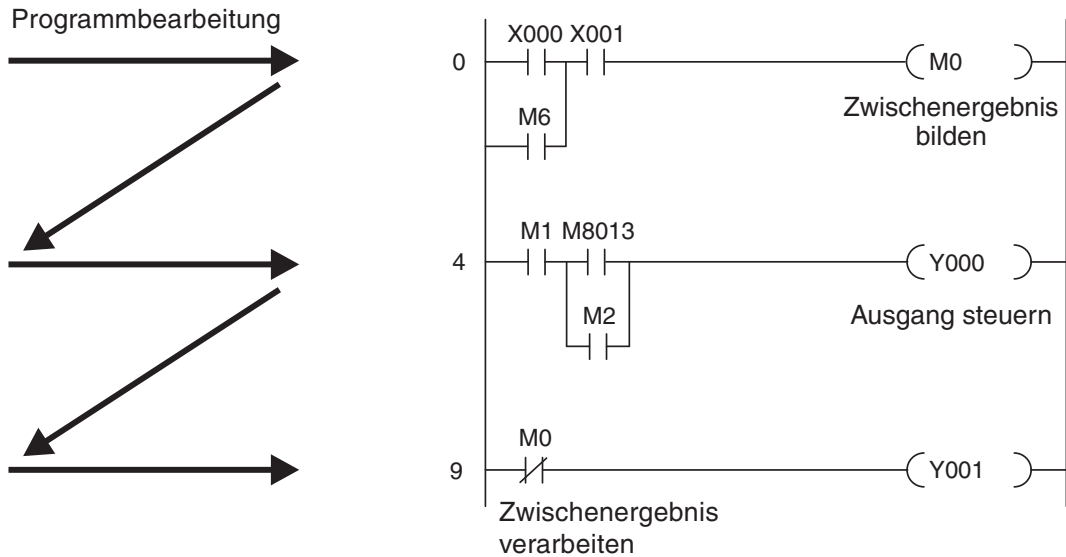 Programmbearbeitung
X000 X001
0
M0
M6
Zwischenergebnis
bilden
M1 M8013
4
Y000
M2
Ausgang steuern
M0
9
Y001
Zwischenergebnis
verarbeiten